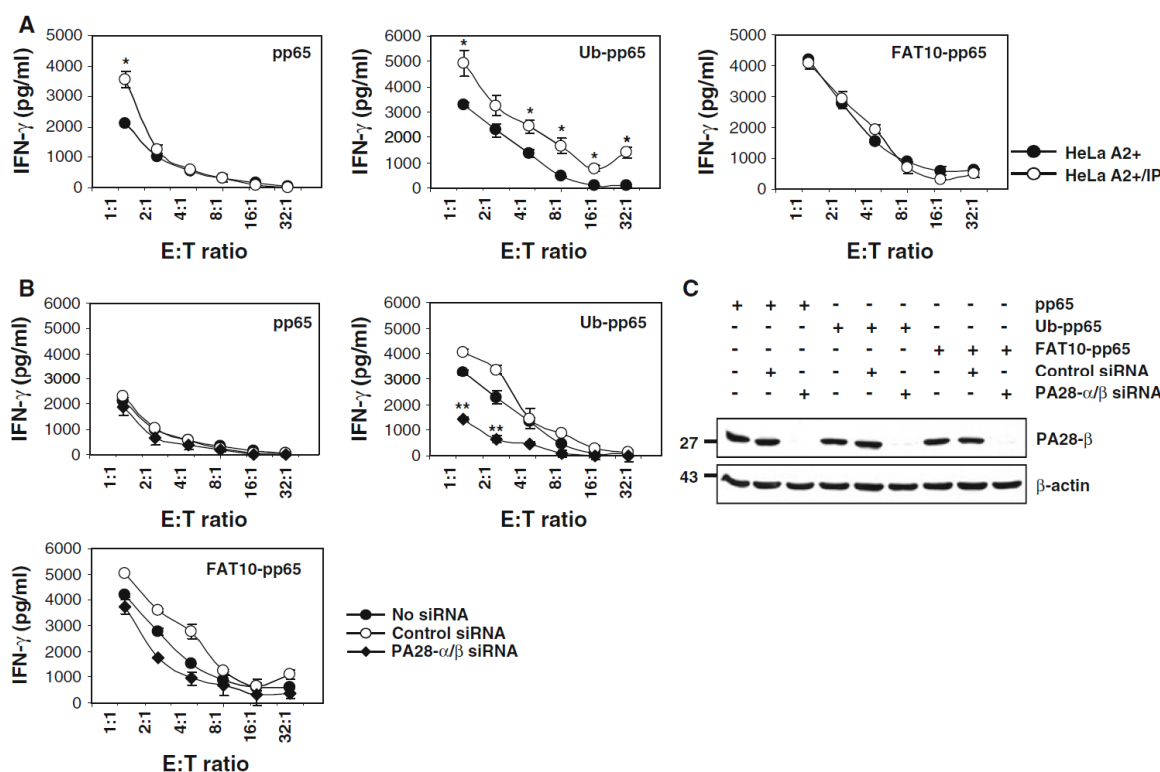 A
IFN-γ (pg/ml)
5000
4000
3000
2000
1000
0
pp65
*
1:1
2:1
4:1
8:1
16:1
32:1
E:T ratio
IFN-γ (pg/ml)
6000
5000
4000
3000
2000
1000
0
Ub-pp65
*
*
*
*
*
1:1
2:1
4:1
8:1
16:1
32:1
E:T ratio
IFN-γ (pg/ml)
5000
4000
3000
2000
1000
0
FAT10-pp65
1:1
2:1
4:1
8:1
16:1
32:1
E:T ratio
HeLa A2+
HeLa A2+/IP
B
IFN-γ (pg/ml)
6000
5000
4000
3000
2000
1000
0
pp65
1:1
2:1
4:1
8:1
16:1
32:1
E:T ratio
IFN-γ (pg/ml)
6000
5000
4000
3000
2000
1000
0
Ub-pp65
**
**
1:1
2:1
4:1
8:1
16:1
32:1
E:T ratio
IFN-γ (pg/ml)
6000
5000
4000
3000
2000
1000
0
FAT10-pp65
1:1
2:1
4:1
8:1
16:1
32:1
E:T ratio
No siRNA
Control siRNA
PA28-α/β siRNA
C
+ + + - - - - - - pp65
- - - + + + - - - Ub-pp65
- - - - - - + + + FAT10-pp65
- + - - + - - + - Control siRNA
- - + - - + - - + PA28-α/β siRNA
27
PA28-β
43
β-actin